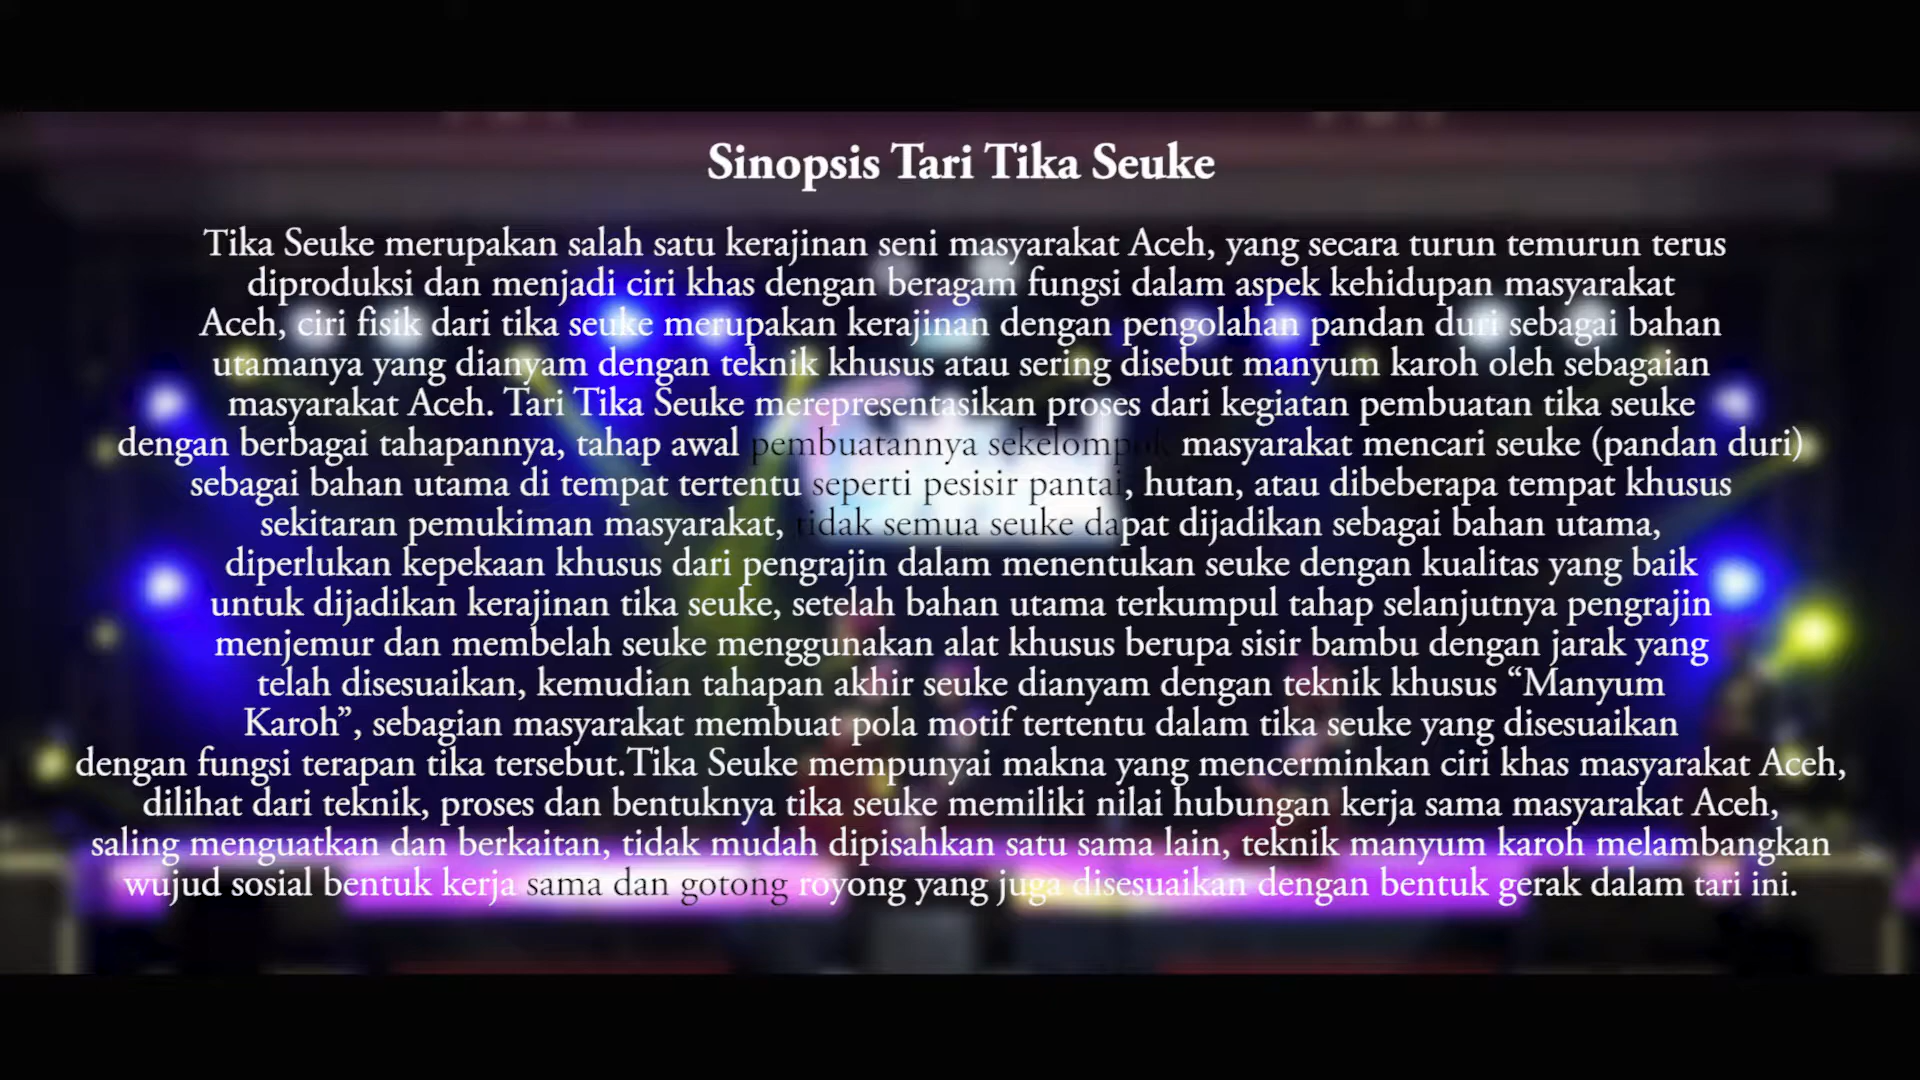 Sinopsis Tari Tika Seuke
Tika Seuke merupakan salah satu kerajinan seni masyarakat Aceh, yang secara turun temurun terus
diproduksi dan menjadi ciri khas dengan beragam fungsi dalam aspek kehidupan masyarakat
Aceh, ciri fisik dari tika seuke merupakan kerajinan dengan pengolahan pandan duri sebagai bahan
utamanya yang dianyam dengan teknik khusus atau sering disebut manyum karoh oleh sebagaian
masyarakat Aceh. Tari Tika Seuke merepresentasikan proses dari kegiatan pembuatan tika seuke
dengan berbagai tahapannya, tahap awal pembuatannya sekelompok masyarakat mencari seuke (pandan duri)
sebagai bahan utama di tempat tertentu seperti pesisir pantai, hutan, atau dibeberapa tempat khusus
sekitaran pemukiman masyarakat, tidak semua seuke dapat dijadikan sebagai bahan utama,
diperlukan kepekaan khusus dari pengrajin dalam menentukan seuke dengan kualitas yang baik
untuk dijadikan kerajinan tika seuke, setelah bahan utama terkumpul tahap selanjutnya pengrajin
menjemur dan membelah seuke menggunakan alat khusus berupa sisir bambu dengan jarak yang
telah disesuaikan, kemudian tahapan akhir seuke dianyam dengan teknik khusus “Manyum
Karoh”, sebagian masyarakat membuat pola motif tertentu dalam tika seuke yang disesuaikan
dengan fungsi terapan tika tersebut.Tika Seuke mempunyai makna yang mencerminkan ciri khas masyarakat Aceh,
dilihat dari teknik, proses dan bentuknya tika seuke memiliki nilai hubungan kerja sama masyarakat Aceh,
saling menguatkan dan berkaitan, tidak mudah dipisahkan satu sama lain, teknik manyum karoh melambangkan
wujud sosial bentuk kerja sama dan gotong royong yang juga disesuaikan dengan bentuk gerak dalam tari ini.